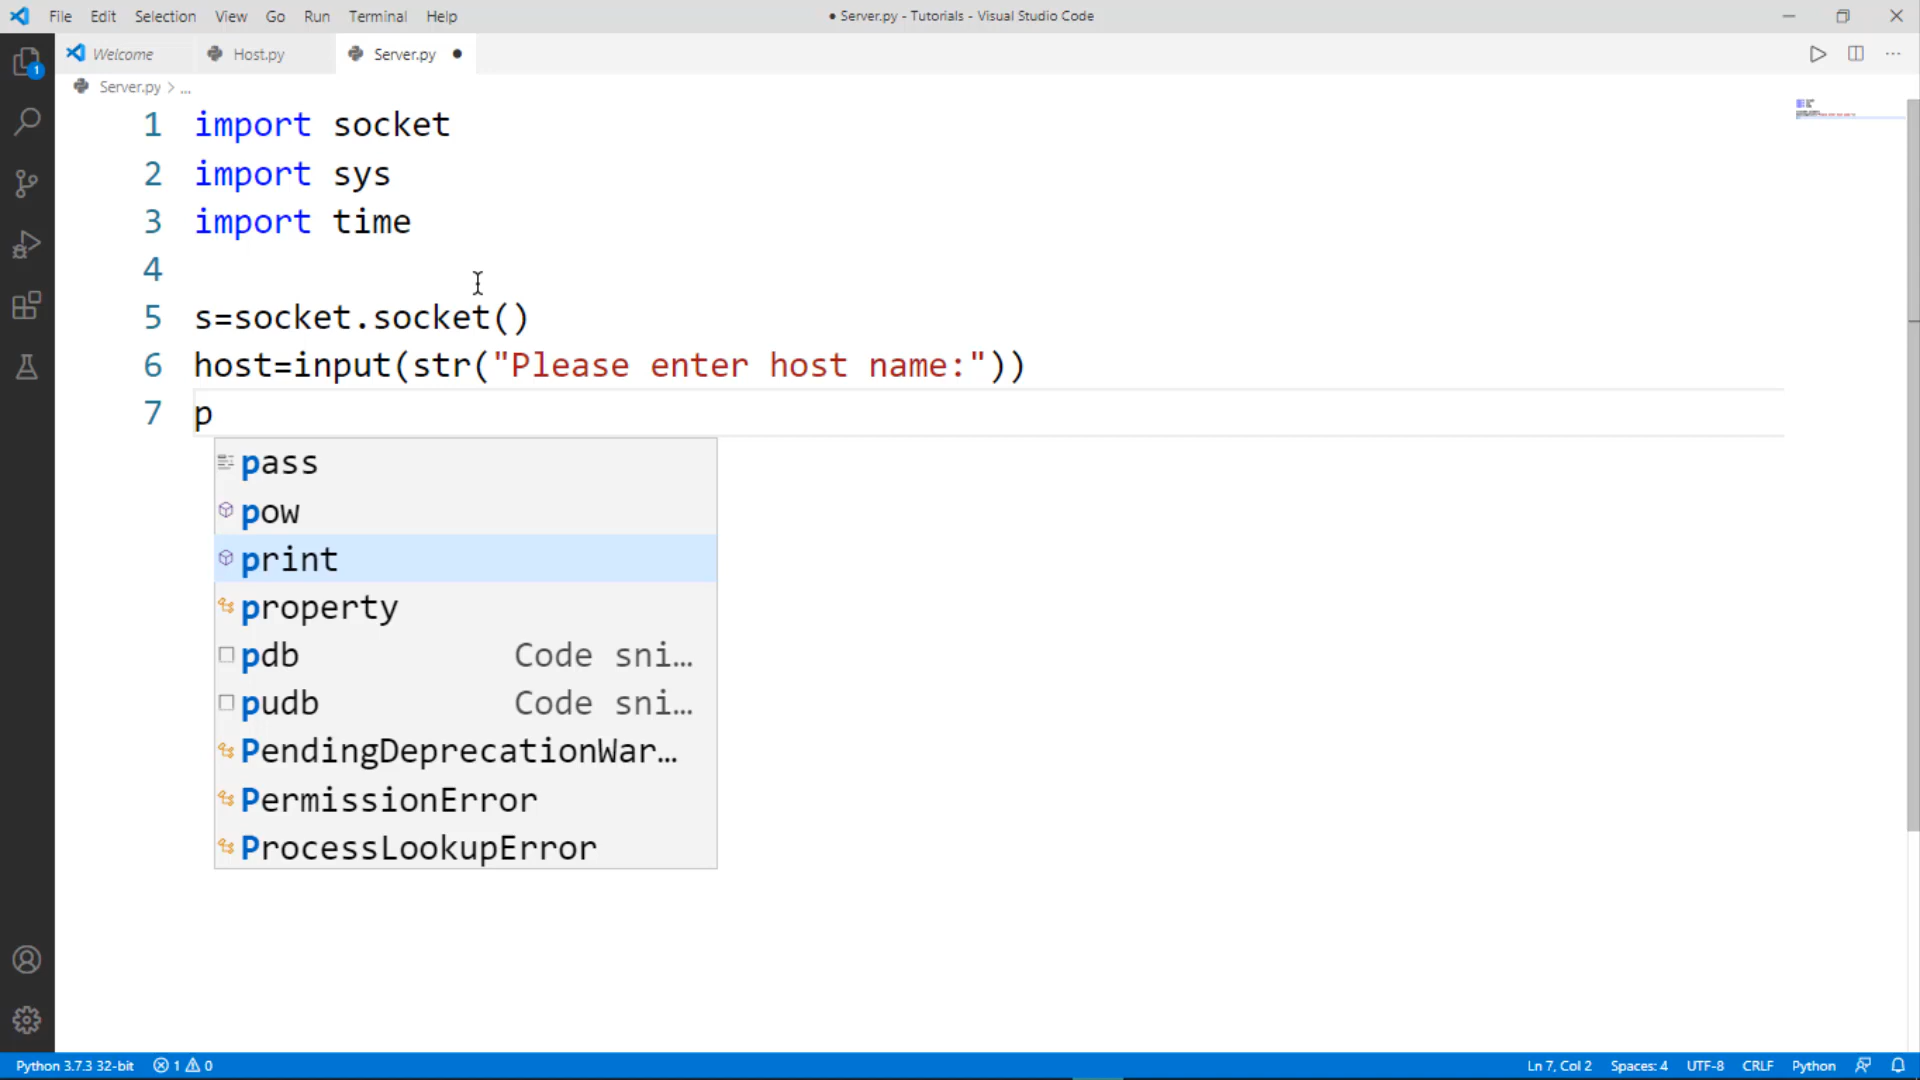 File Edit Selection View Go Run Terminal Help
● Server.py - Tutorials - Visual Studio Code
Welcome Host.py Server.py ●
Server.py > ...
1
1 import socket
2 import sys
3 import time
4
5 s=socket.socket()
6 host=input(str("Please enter host name:"))
7 p
pass
pow
print
property
pdb Code sni…
pudb Code sni…
PendingDeprecationWar…
PermissionError
ProcessLookupError
Python 3.7.3 32-bit 1 0 Ln 7, Col 2 Spaces: 4 UTF-8 CRLF Python